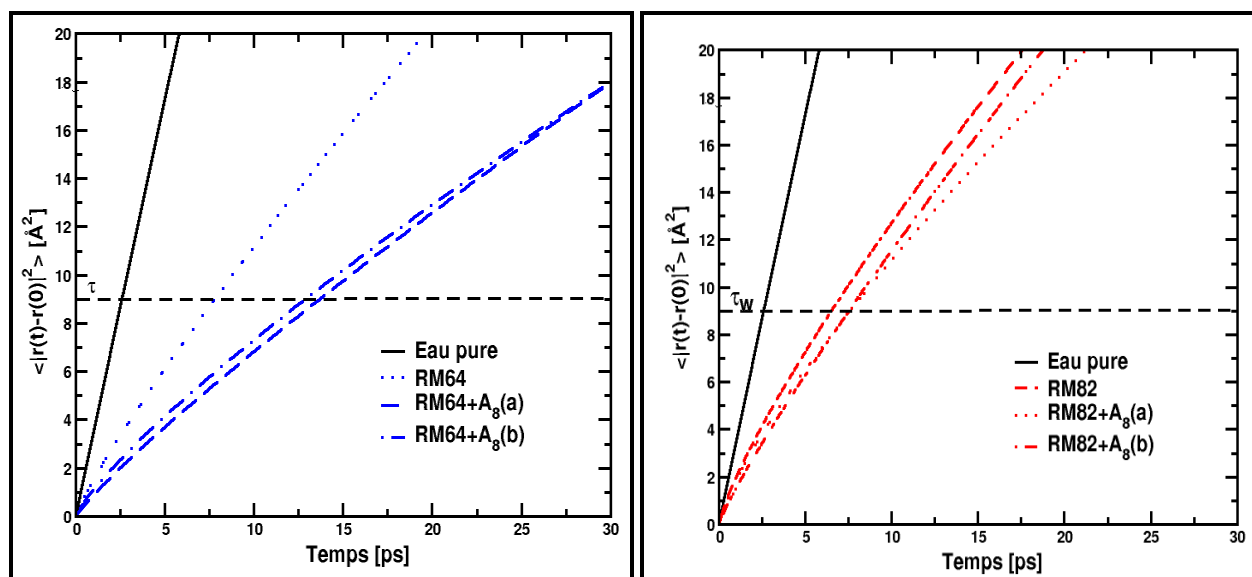 20
18
16
14
12
10
8
6
4
2
0
<|r(t)-r(0)|²> [Å²]
τ
Eau pure
RM64
RM64+A₈(a)
RM64+A₈(b)
0 5 10 15 20 25 30
Temps [ps]
20
18
16
14
12
10
8
6
4
2
0
<|r(t)-r(0)|²> [Å²]
τw
Eau pure
RM82
RM82+A₈(a)
RM82+A₈(b)
0 5 10 15 20 25 30
Temps [ps]